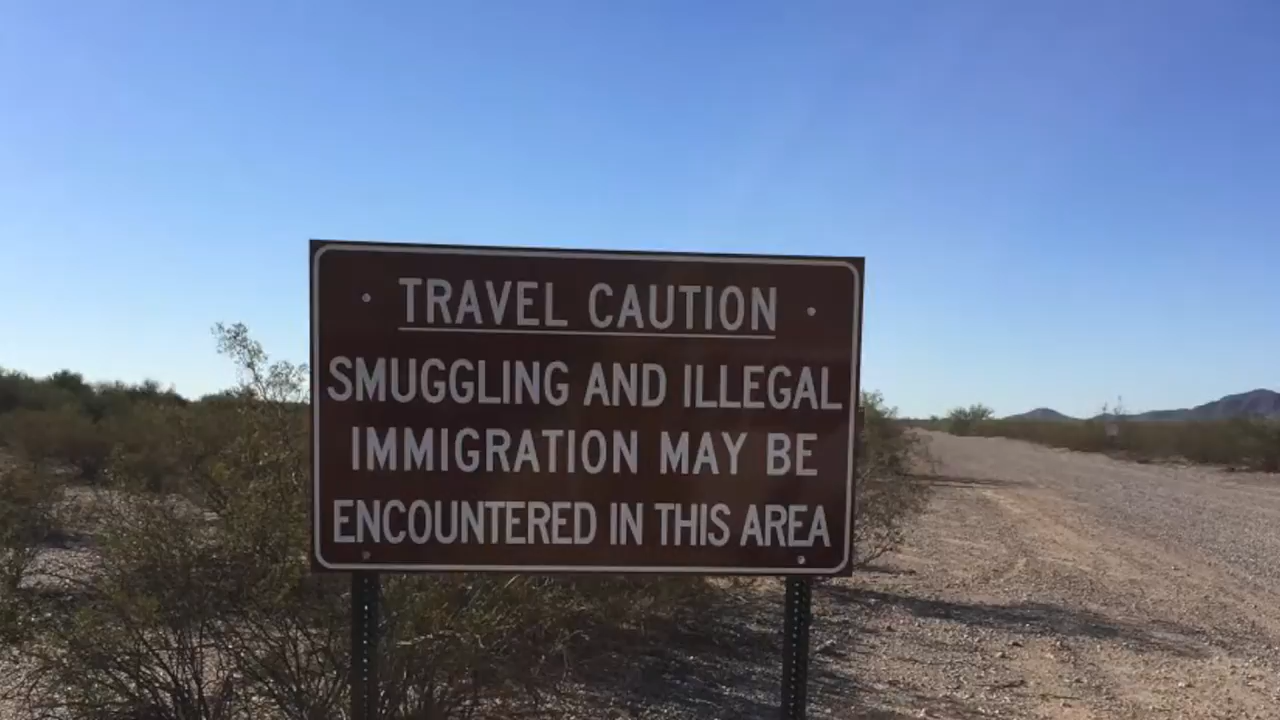 TRAVEL CAUTION
SMUGGLING AND ILLEGAL
IMMIGRATION MAY BE
ENCOUNTERED IN THIS AREA